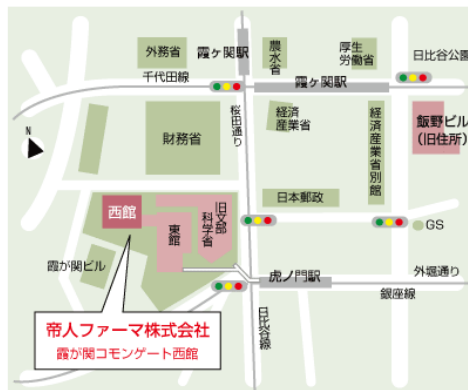 外務省
霞ヶ関駅
農水省
厚生
労働省
日比谷公園
千代田線
霞ヶ関駅
桜田通り
財務省
経済
産業省
経済産業省別館
飯野ビル
(旧住所)
N
日本郵政
西館
東館
旧文部
科学省
GS
霞が関ビル
虎ノ門駅
外堀通り
銀座線
日比谷線
帝人ファーマ株式会社
霞が関コモンゲート西館